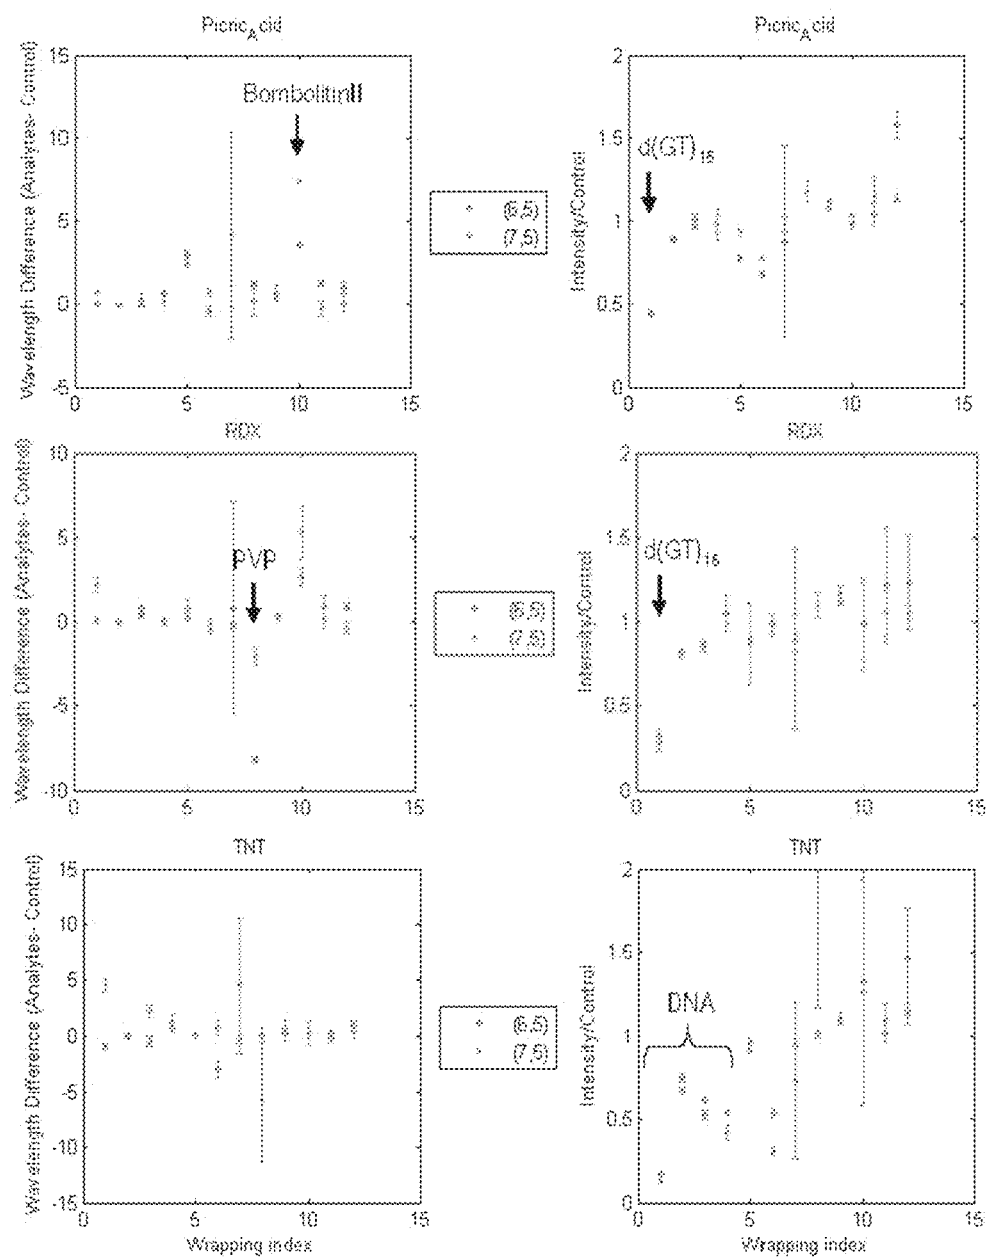 Picric_Acid
Wavelength Difference (Analytes- Control)
15
10
5
0
-5
0 5 10 15
BombolitinII
(6,5)
(7,5)
Picric_Acid
Intensity/Control
2
1.5
1
0.5
0
0 5 10 15
d(GT)15
RDX
Wavelength Difference (Analytes- Control)
10
5
0
-5
-10
0 5 10 15
PVP
(6,5)
(7,5)
RDX
Intensity/Control
2
1.5
1
0.5
0
0 5 10 15
d(GT)15
TNT
Wavelength Difference (Analytes- Control)
15
10
5
0
-5
-10
-15
0 5 10 15
Wrapping index
(6,5)
(7,5)
TNT
Intensity/Control
2
1.5
1
0.5
0
0 5 10 15
DNA
Wrapping index